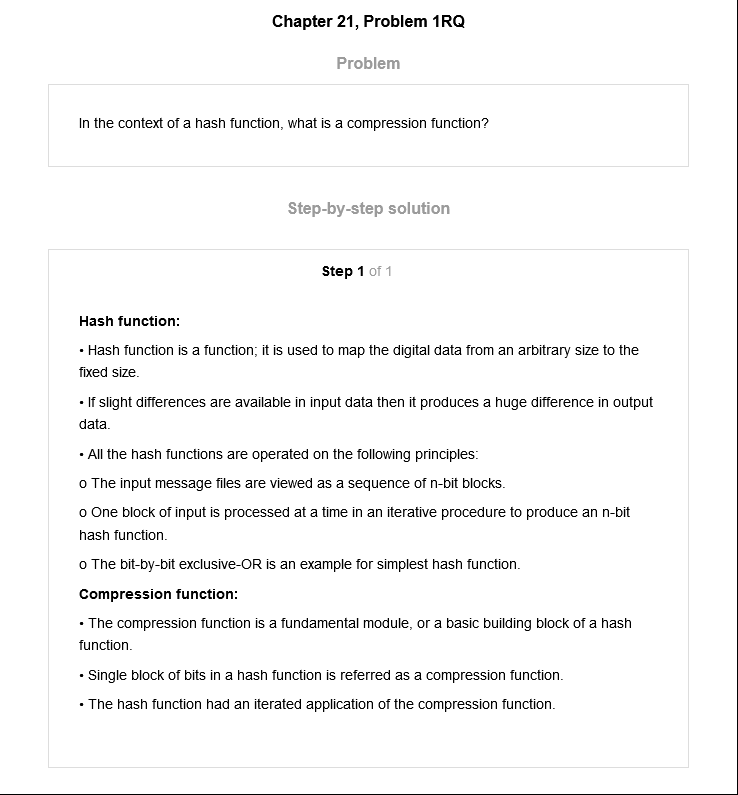 Chapter 21, Problem 1RQ
Problem
In the context of a hash function, what is a compression function?
Step-by-step solution
Step 1 of 1
Hash function:
• Hash function is a function; it is used to map the digital data from an arbitrary size to the
fixed size.
• If slight differences are available in input data then it produces a huge difference in output
data.
• All the hash functions are operated on the following principles:
o The input message files are viewed as a sequence of n-bit blocks.
o One block of input is processed at a time in an iterative procedure to produce an n-bit
hash function.
o The bit-by-bit exclusive-OR is an example for simplest hash function.
Compression function:
• The compression function is a fundamental module, or a basic building block of a hash
function.
• Single block of bits in a hash function is referred as a compression function.
• The hash function had an iterated application of the compression function.